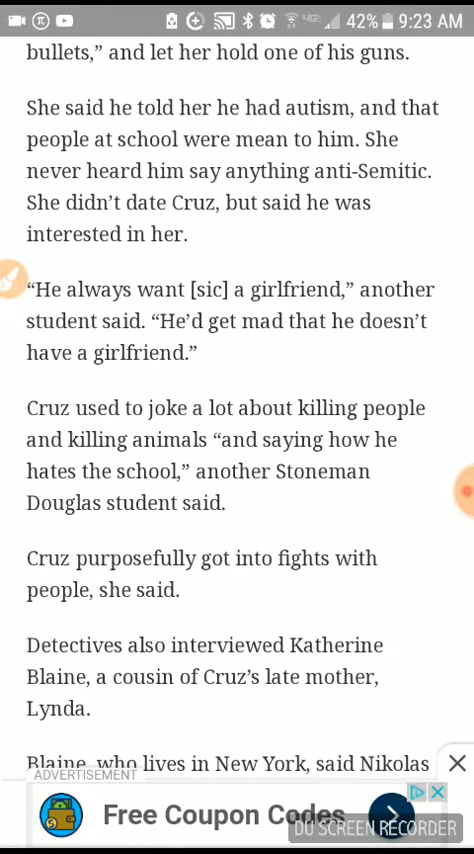 42% 9:23 AM
bullets,” and let her hold one of his guns.
She said he told her he had autism, and that
people at school were mean to him. She
never heard him say anything anti-Semitic.
She didn’t date Cruz, but said he was
interested in her.
“He always want [sic] a girlfriend,” another
student said. “He’d get mad that he doesn’t
have a girlfriend.”
Cruz used to joke a lot about killing people
and killing animals “and saying how he
hates the school,” another Stoneman
Douglas student said.
Cruz purposefully got into fights with
people, she said.
Detectives also interviewed Katherine
Blaine, a cousin of Cruz’s late mother,
Lynda.
Blaine, who lives in New York, said Nikolas
ADVERTISEMENT
Free Coupon Codes
DU SCREEN RECORDER